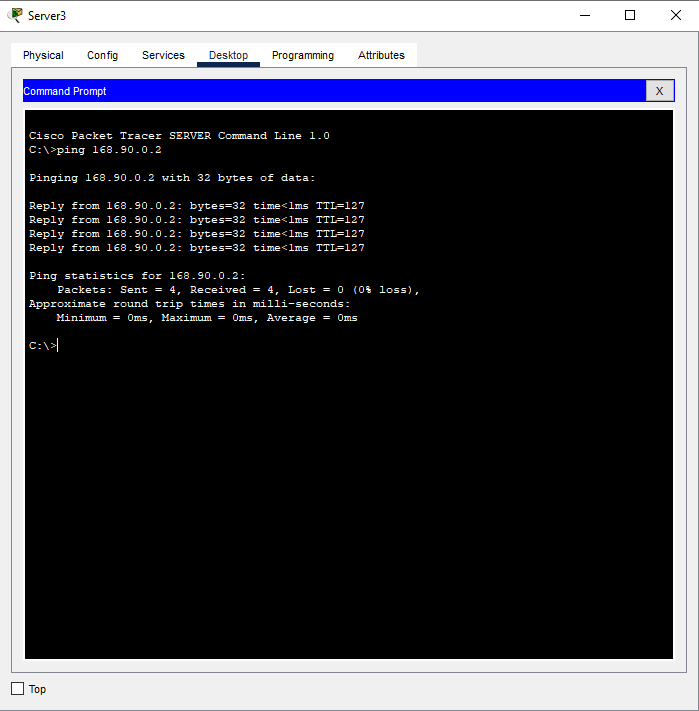 Server3
Physical Config Services Desktop Programming Attributes
Command Prompt X
Cisco Packet Tracer SERVER Command Line 1.0
C:\>ping 168.90.0.2
Pinging 168.90.0.2 with 32 bytes of data:
Reply from 168.90.0.2: bytes=32 time<1ms TTL=127
Reply from 168.90.0.2: bytes=32 time<1ms TTL=127
Reply from 168.90.0.2: bytes=32 time<1ms TTL=127
Reply from 168.90.0.2: bytes=32 time<1ms TTL=127
Ping statistics for 168.90.0.2:
    Packets: Sent = 4, Received = 4, Lost = 0 (0% loss),
Approximate round trip times in milli-seconds:
    Minimum = 0ms, Maximum = 0ms, Average = 0ms
C:\>
Top